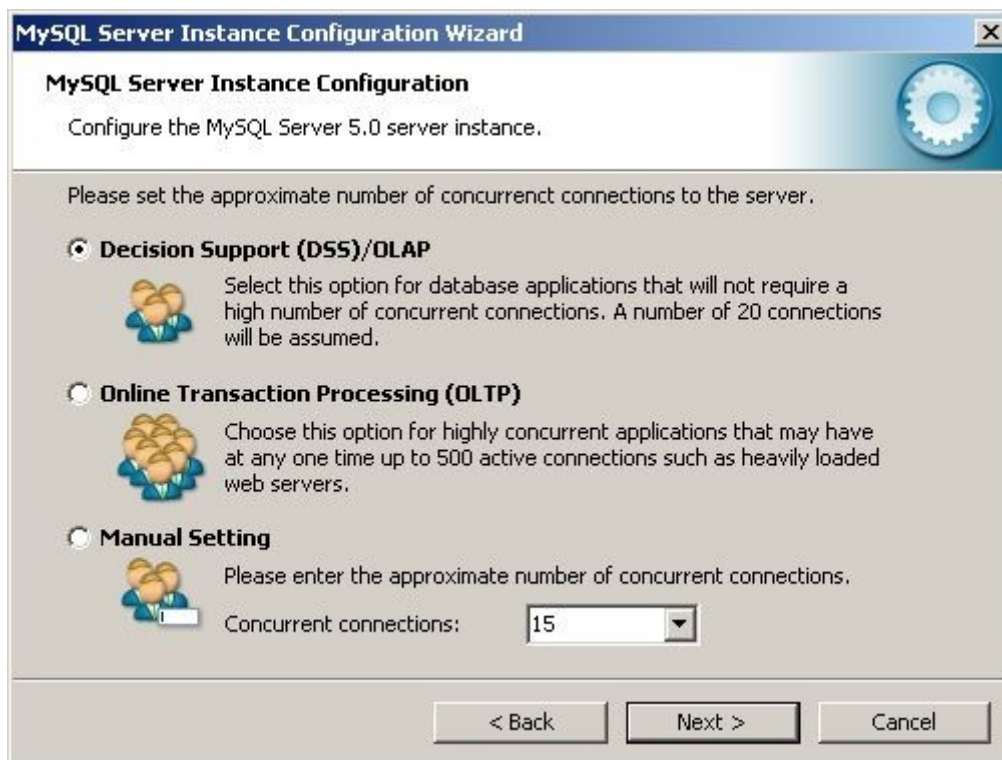 MySQL Server Instance Configuration Wizard
MySQL Server Instance Configuration
Configure the MySQL Server 5.0 server instance.
Please set the approximate number of concurrenct connections to the server.
Decision Support (DSS)/OLAP
Select this option for database applications that will not require a
high number of concurrent connections. A number of 20 connections
will be assumed.
Online Transaction Processing (OLTP)
Choose this option for highly concurrent applications that may have
at any one time up to 500 active connections such as heavily loaded
web servers.
Manual Setting
Please enter the approximate number of concurrent connections.
Concurrent connections: 15
< Back Next > Cancel